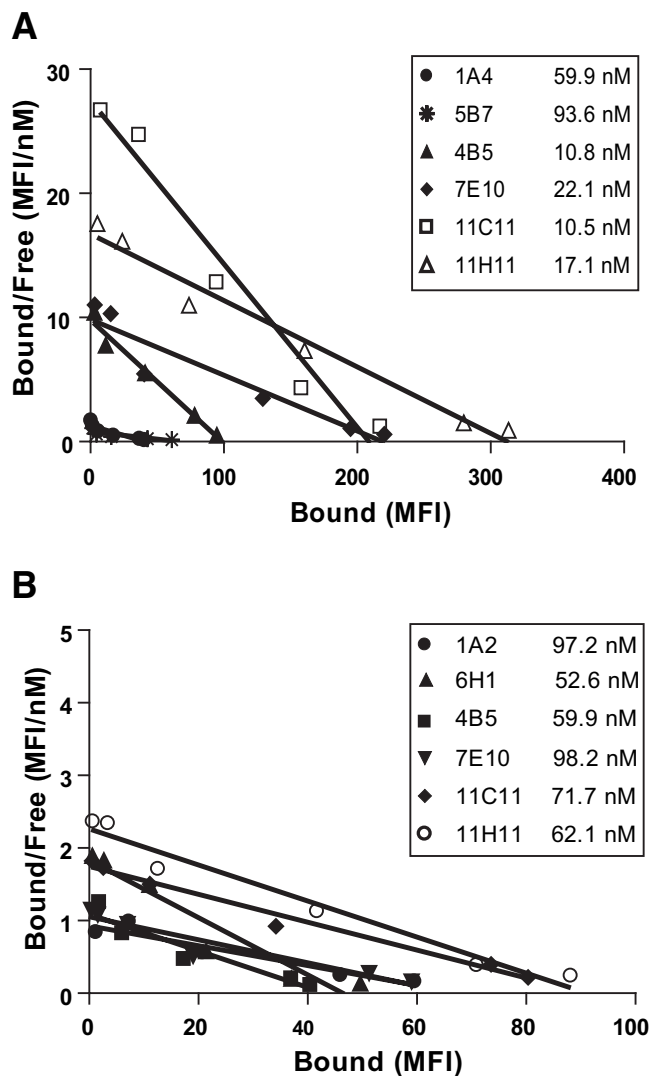 A
Bound/Free (MFI/nM)
30
20
10
0
0 100 200 300 400
Bound (MFI)
1A4 59.9 nM
5B7 93.6 nM
4B5 10.8 nM
7E10 22.1 nM
11C11 10.5 nM
11H11 17.1 nM
B
Bound/Free (MFI/nM)
5
4
3
2
1
0
0 20 40 60 80 100
Bound (MFI)
1A2 97.2 nM
6H1 52.6 nM
4B5 59.9 nM
7E10 98.2 nM
11C11 71.7 nM
11H11 62.1 nM